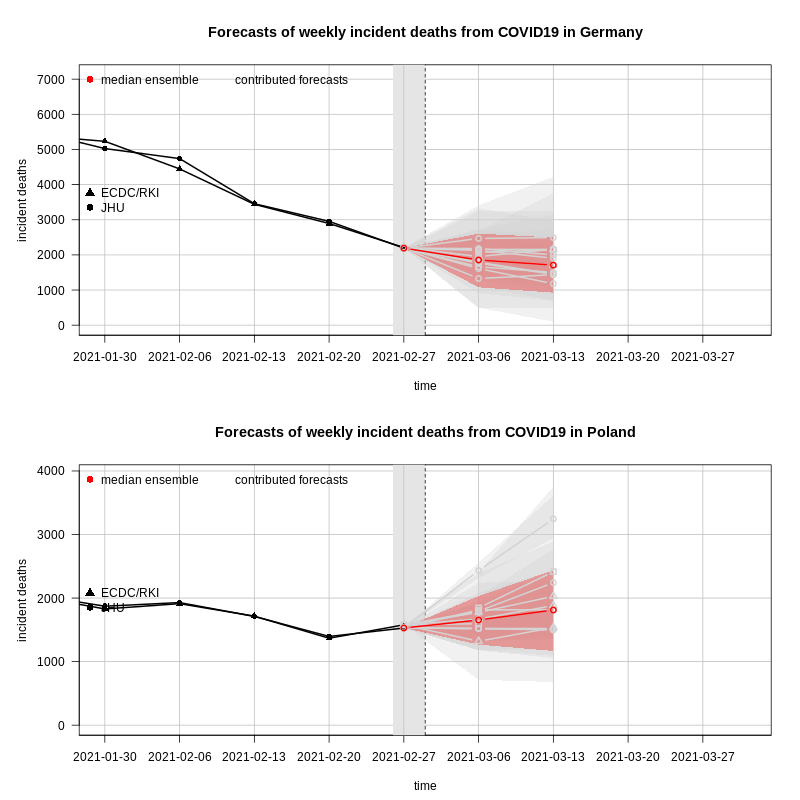 Forecasts of weekly incident deaths from COVID19 in Germany
7000
6000
5000
4000
3000
2000
1000
0
incident deaths
median ensemble
contributed forecasts
ECDC/RKI
JHU
2021-01-30 2021-02-06 2021-02-13 2021-02-20 2021-02-27 2021-03-06 2021-03-13 2021-03-20 2021-03-27
time
Forecasts of weekly incident deaths from COVID19 in Poland
4000
3000
2000
1000
0
incident deaths
median ensemble
contributed forecasts
ECDC/RKI
JHU
2021-01-30 2021-02-06 2021-02-13 2021-02-20 2021-02-27 2021-03-06 2021-03-13 2021-03-20 2021-03-27
time